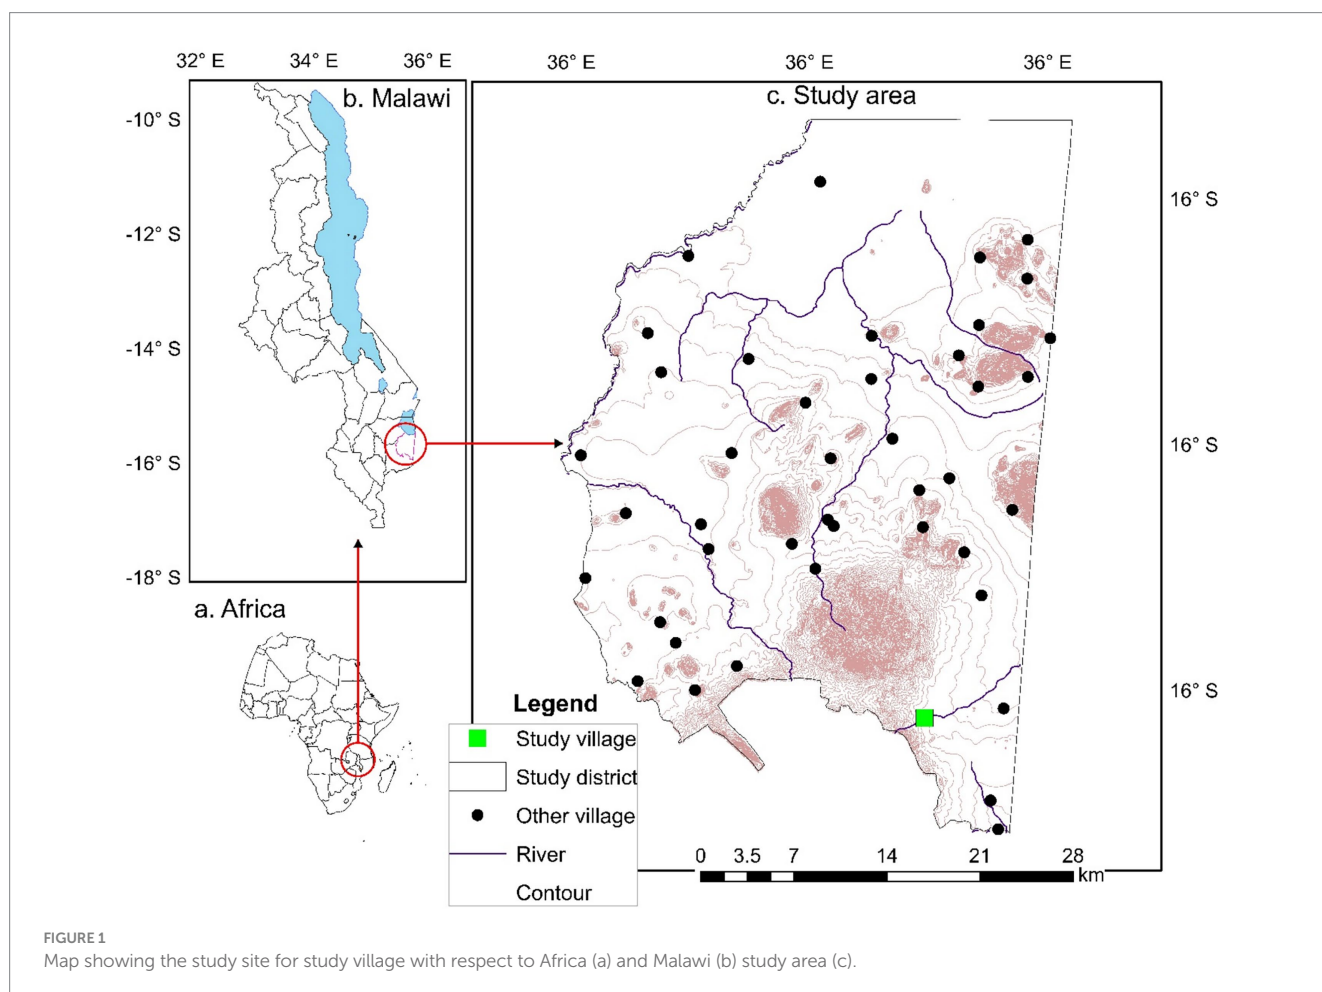 32° E 34° E 36° E 36° E 36° E 36° E
b. Malawi
c. Study area
-10° S
-12° S
-14° S
-16° S
-18° S
16° S
16° S
16° S
a. Africa
Legend
Study village
Study district
Other village
River
Contour
0 3.5 7 14 21 28
km
FIGURE 1
Map showing the study site for study village with respect to Africa (a) and Malawi (b) study area (c).